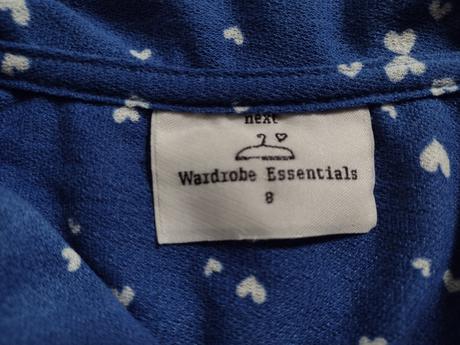 next
Wardrobe Essentials
8